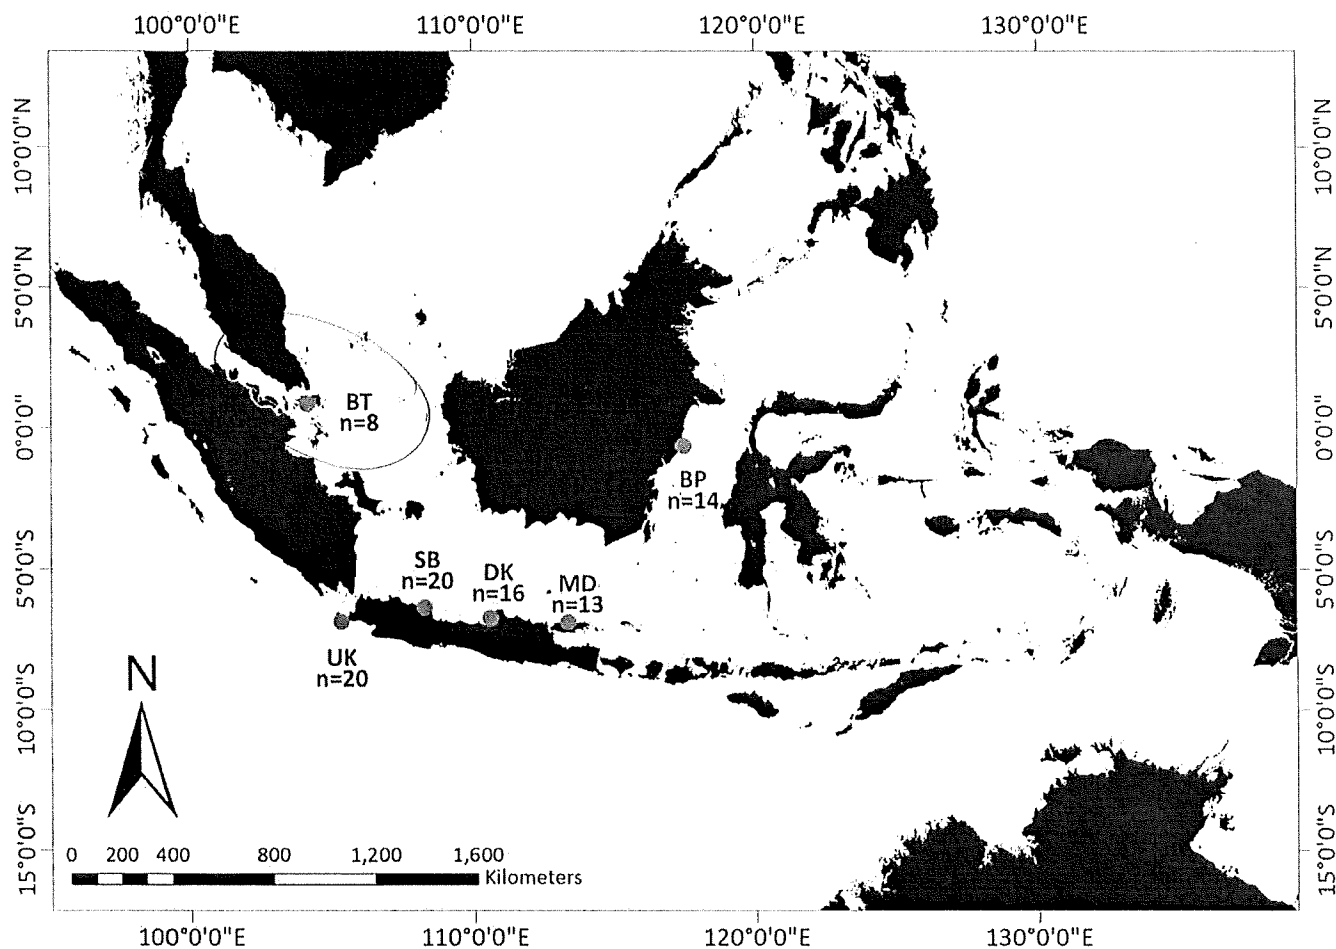 100°0'0"E 110°0'0"E 120°0'0"E 130°0'0"E
10°0'0"N 10°0'0"N
5°0'0"N 5°0'0"N
BT
n=8
0°0'0" 0°0'0"
BP
n=14
SB
n=20
DK
n=16
MD
n=13
5°0'0"S 5°0'0"S
UK
n=20
N
10°0'0"S 10°0'0"S
0 200 400 800 1,200 1,600
Kilometers
15°0'0"S 15°0'0"S
100°0'0"E 110°0'0"E 120°0'0"E 130°0'0"E